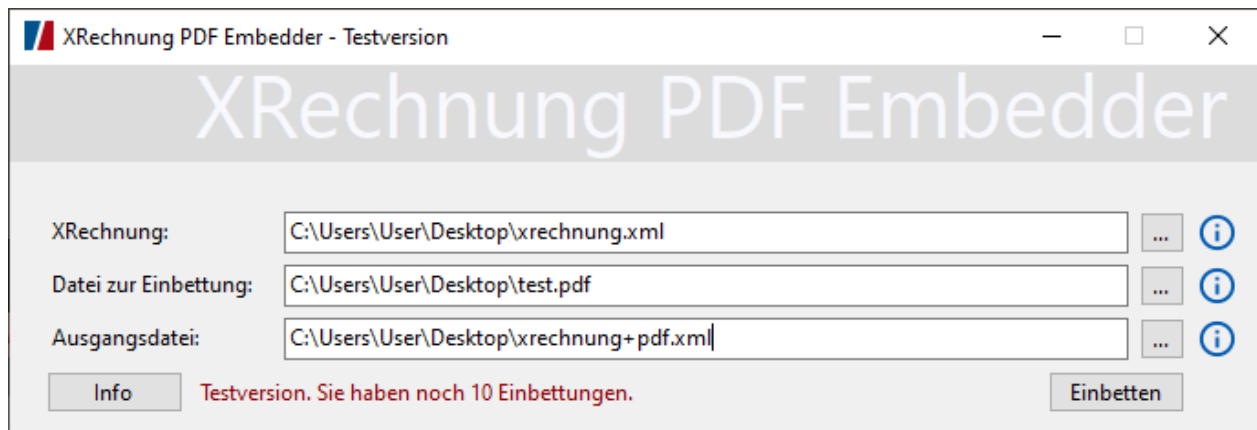 XRechnung PDF Embedder - Testversion
XRechnung PDF Embedder
XRechnung: C:\Users\User\Desktop\xrechnung.xml ...
Datei zur Einbettung: C:\Users\User\Desktop\test.pdf ...
Ausgangsdatei: C:\Users\User\Desktop\xrechnung+pdf.xml ...
Info Testversion. Sie haben noch 10 Einbettungen. Einbetten